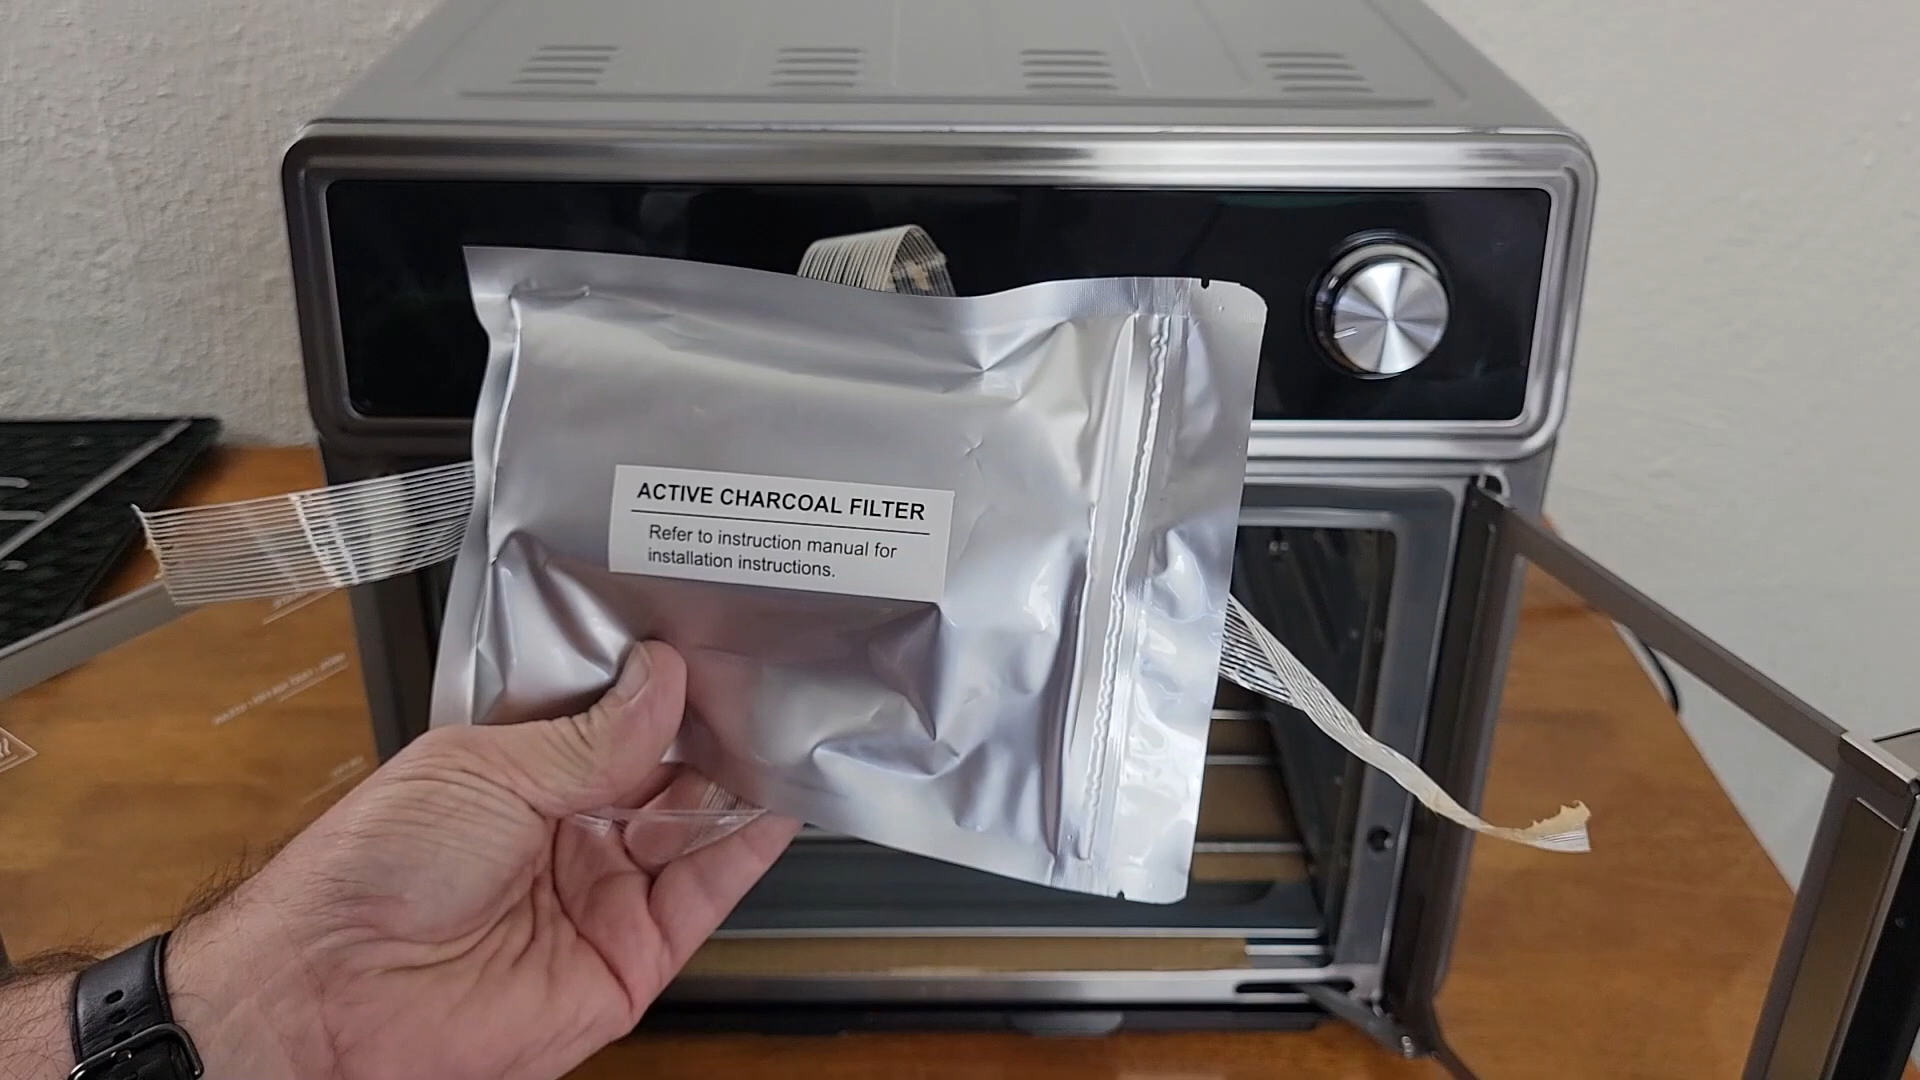 ACTIVE CHARCOAL FILTER
Refer to instruction manual for
installation instructions.